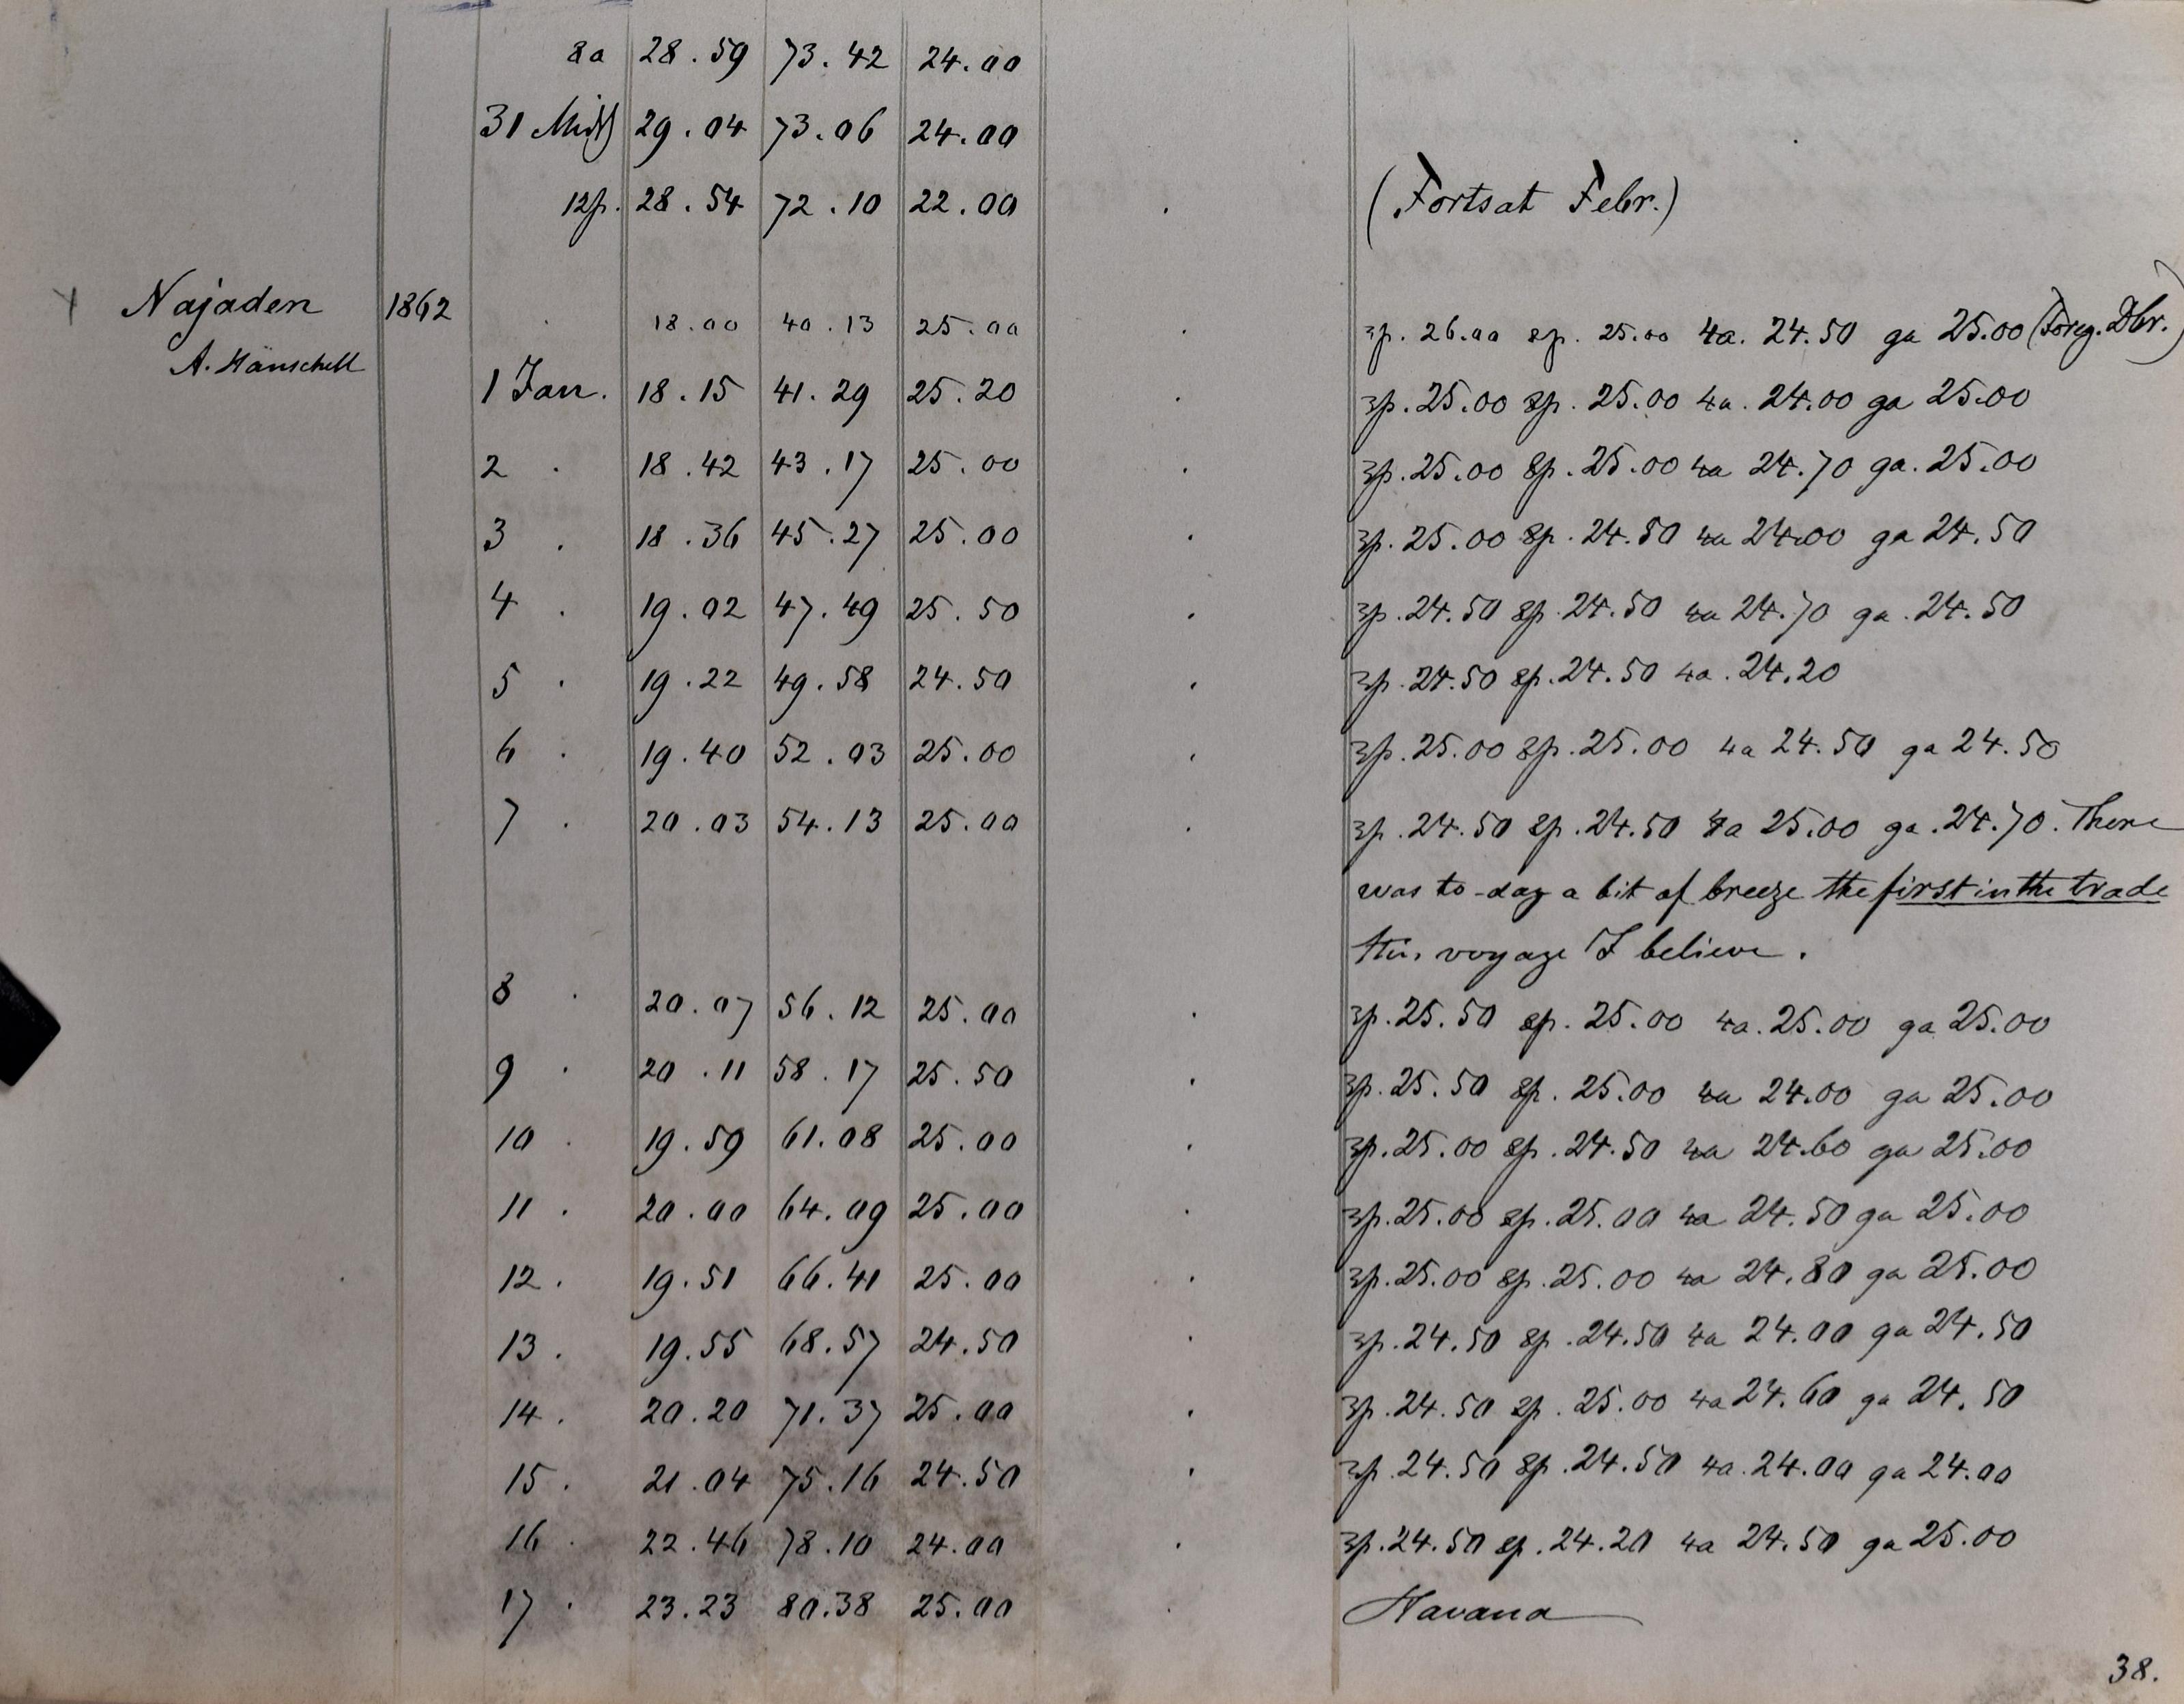 8a 28.59 73.42 24.00
31 Midd 29.04 73.06 24.00
12p. 28.54 72.10 22.00 (Fortsat Febr.)
Najaden 1862 18.00 40.13 25.00 3p. 26.00 8p. 25.00 4a. 24.50 9a 25.00 (Foreg. Dbr.)
A. Hänschell
1 Jan. 18.15 41.29 25.20 3p. 25.00 8p. 25.00 4a. 24.00 9a 25.00
2 . 18.42 43.17 25.00 3p. 25.00 8p. 25.00 4a 24.70 9a. 25.00
3 . 18.36 45.27 25.00 3p. 25.00 8p. 24.50 4a 24.00 9a 24.50
4 . 19.02 47.49 25.50 3p. 24.50 8p. 24.50 4a 24.70 9a. 24.50
5 . 19.22 49.58 24.50 3p. 24.50 8p. 24.50 4a. 24.20
6 . 19.40 52.03 25.00 3p. 25.00 8p. 25.00 4a 24.50 9a 24.50
7 . 20.03 54.13 25.00 3p. 24.50 8p. 24.50 4a 25.00 9a. 24.70. There
was to-day a bit of breeze the first in the trade
this voyage I believe.
8 . 20.07 56.12 25.00 3p. 25.50 8p. 25.00 4a. 25.00 9a 25.00
9 . 20.11 58.17 25.50 3p. 25.50 8p. 25.00 4a 24.00 9a 25.00
10 . 19.59 61.08 25.00 3p. 25.00 8p. 24.50 4a 24.60 9a 25.00
11 . 20.00 64.09 25.00 3p. 25.00 8p. 25.00 4a 24.50 9a 25.00
12 . 19.51 66.41 25.00 3p. 25.00 8p. 25.00 4a 24.80 9a 25.00
13 . 19.55 68.57 24.50 3p. 24.50 8p. 24.50 4a 24.00 9a 24.50
14 . 20.20 71.37 25.00 3p. 24.50 8p. 25.00 4a 24.60 9a 24.50
15 . 21.04 75.16 24.50 3p. 24.50 8p. 24.50 4a. 24.00 9a 24.00
16 . 22.46 78.10 24.00 3p. 24.50 8p. 24.20 4a 24.50 9a 25.00
17 . 23.23 80.38 25.00 Havana
38.